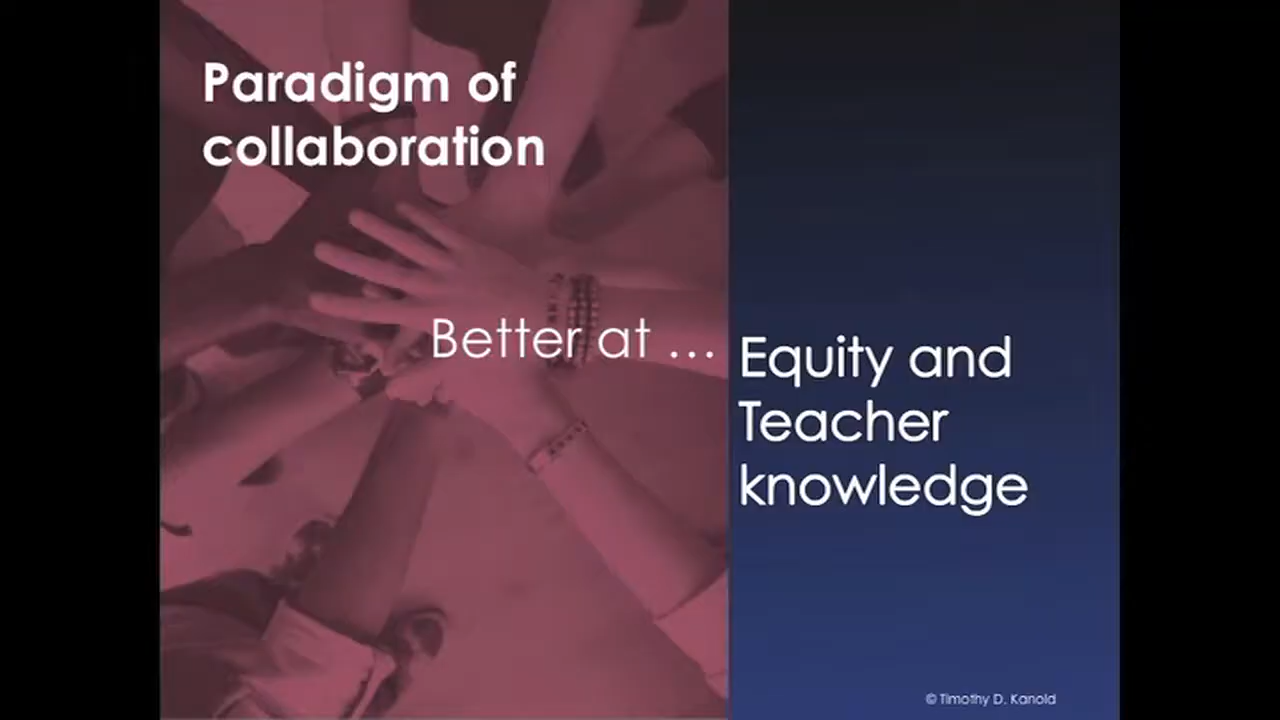 Paradigm of
collaboration
Better at ...
Equity and
Teacher
knowledge
© Timothy D. Kanold